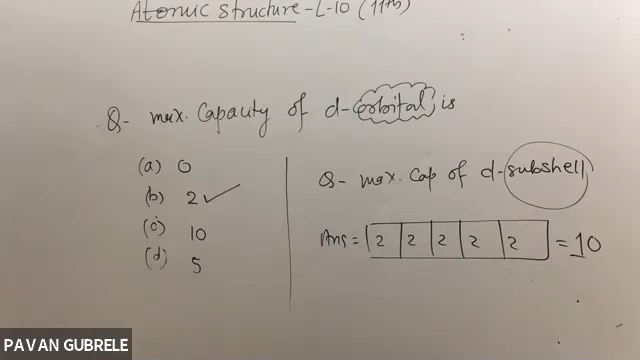 Atomic structure-L-10 (11th)
Q- max. Capacity of d-orbital is
(a) 0
(b) 2 ✓
(c) 10
(d) 5
Q- max. Cap of d-subshell
Ans = 2 2 2 2 2 = 10
PAVAN GUBRELE